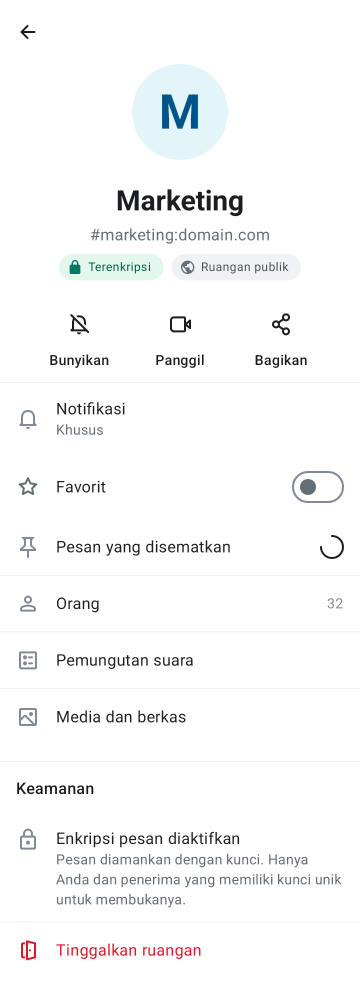 M
Marketing
#marketing:domain.com
Terenkripsi
Ruangan publik
Bunyikan
Panggil
Bagikan
Notifikasi
Khusus
Favorit
Pesan yang disematkan
Orang
32
Pemungutan suara
Media dan berkas
Keamanan
Enkripsi pesan diaktifkan
Pesan diamankan dengan kunci. Hanya
Anda dan penerima yang memiliki kunci unik
untuk membukanya.
Tinggalkan ruangan